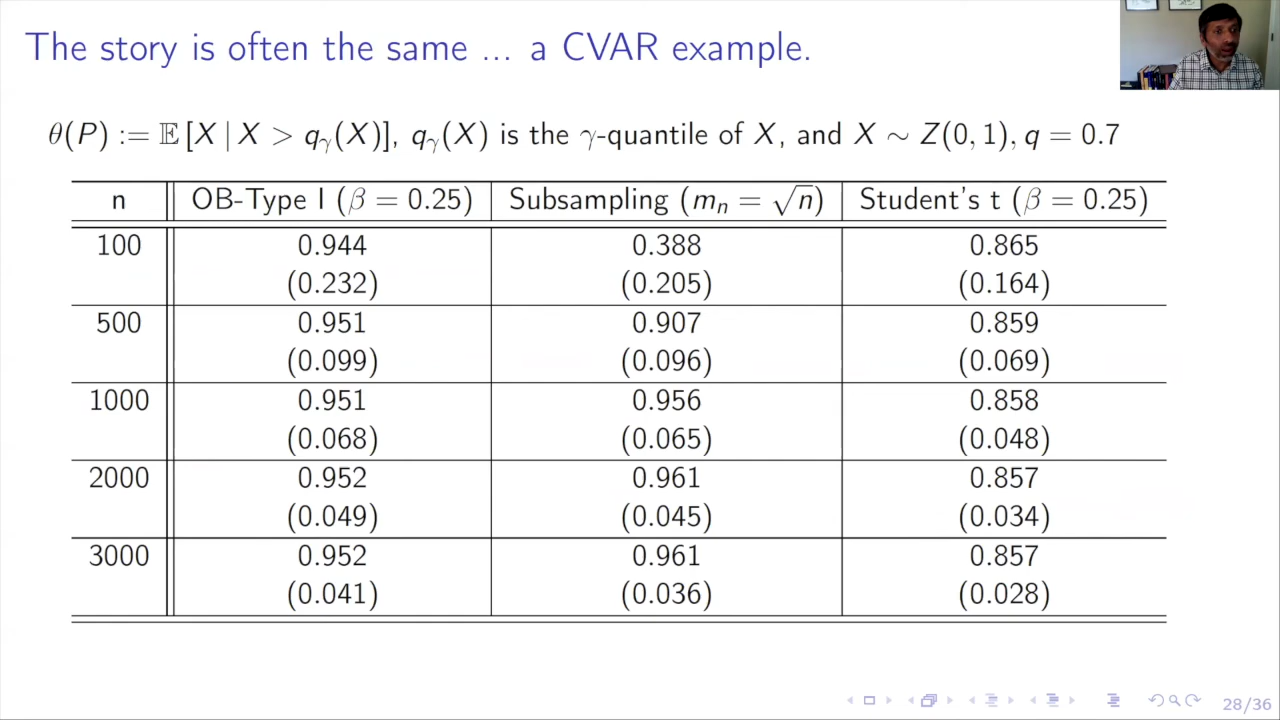 The story is often the same ... a CVAR example.
θ(P) := 𝔼 [X | X > q_γ(X)], q_γ(X) is the γ-quantile of X, and X ∼ Z(0, 1), q = 0.7
n OB-Type I (β = 0.25) Subsampling (m_n = √n) Student's t (β = 0.25)
100 0.944 0.388 0.865
(0.232) (0.205) (0.164)
500 0.951 0.907 0.859
(0.099) (0.096) (0.069)
1000 0.951 0.956 0.858
(0.068) (0.065) (0.048)
2000 0.952 0.961 0.857
(0.049) (0.045) (0.034)
3000 0.952 0.961 0.857
(0.041) (0.036) (0.028)
28/36